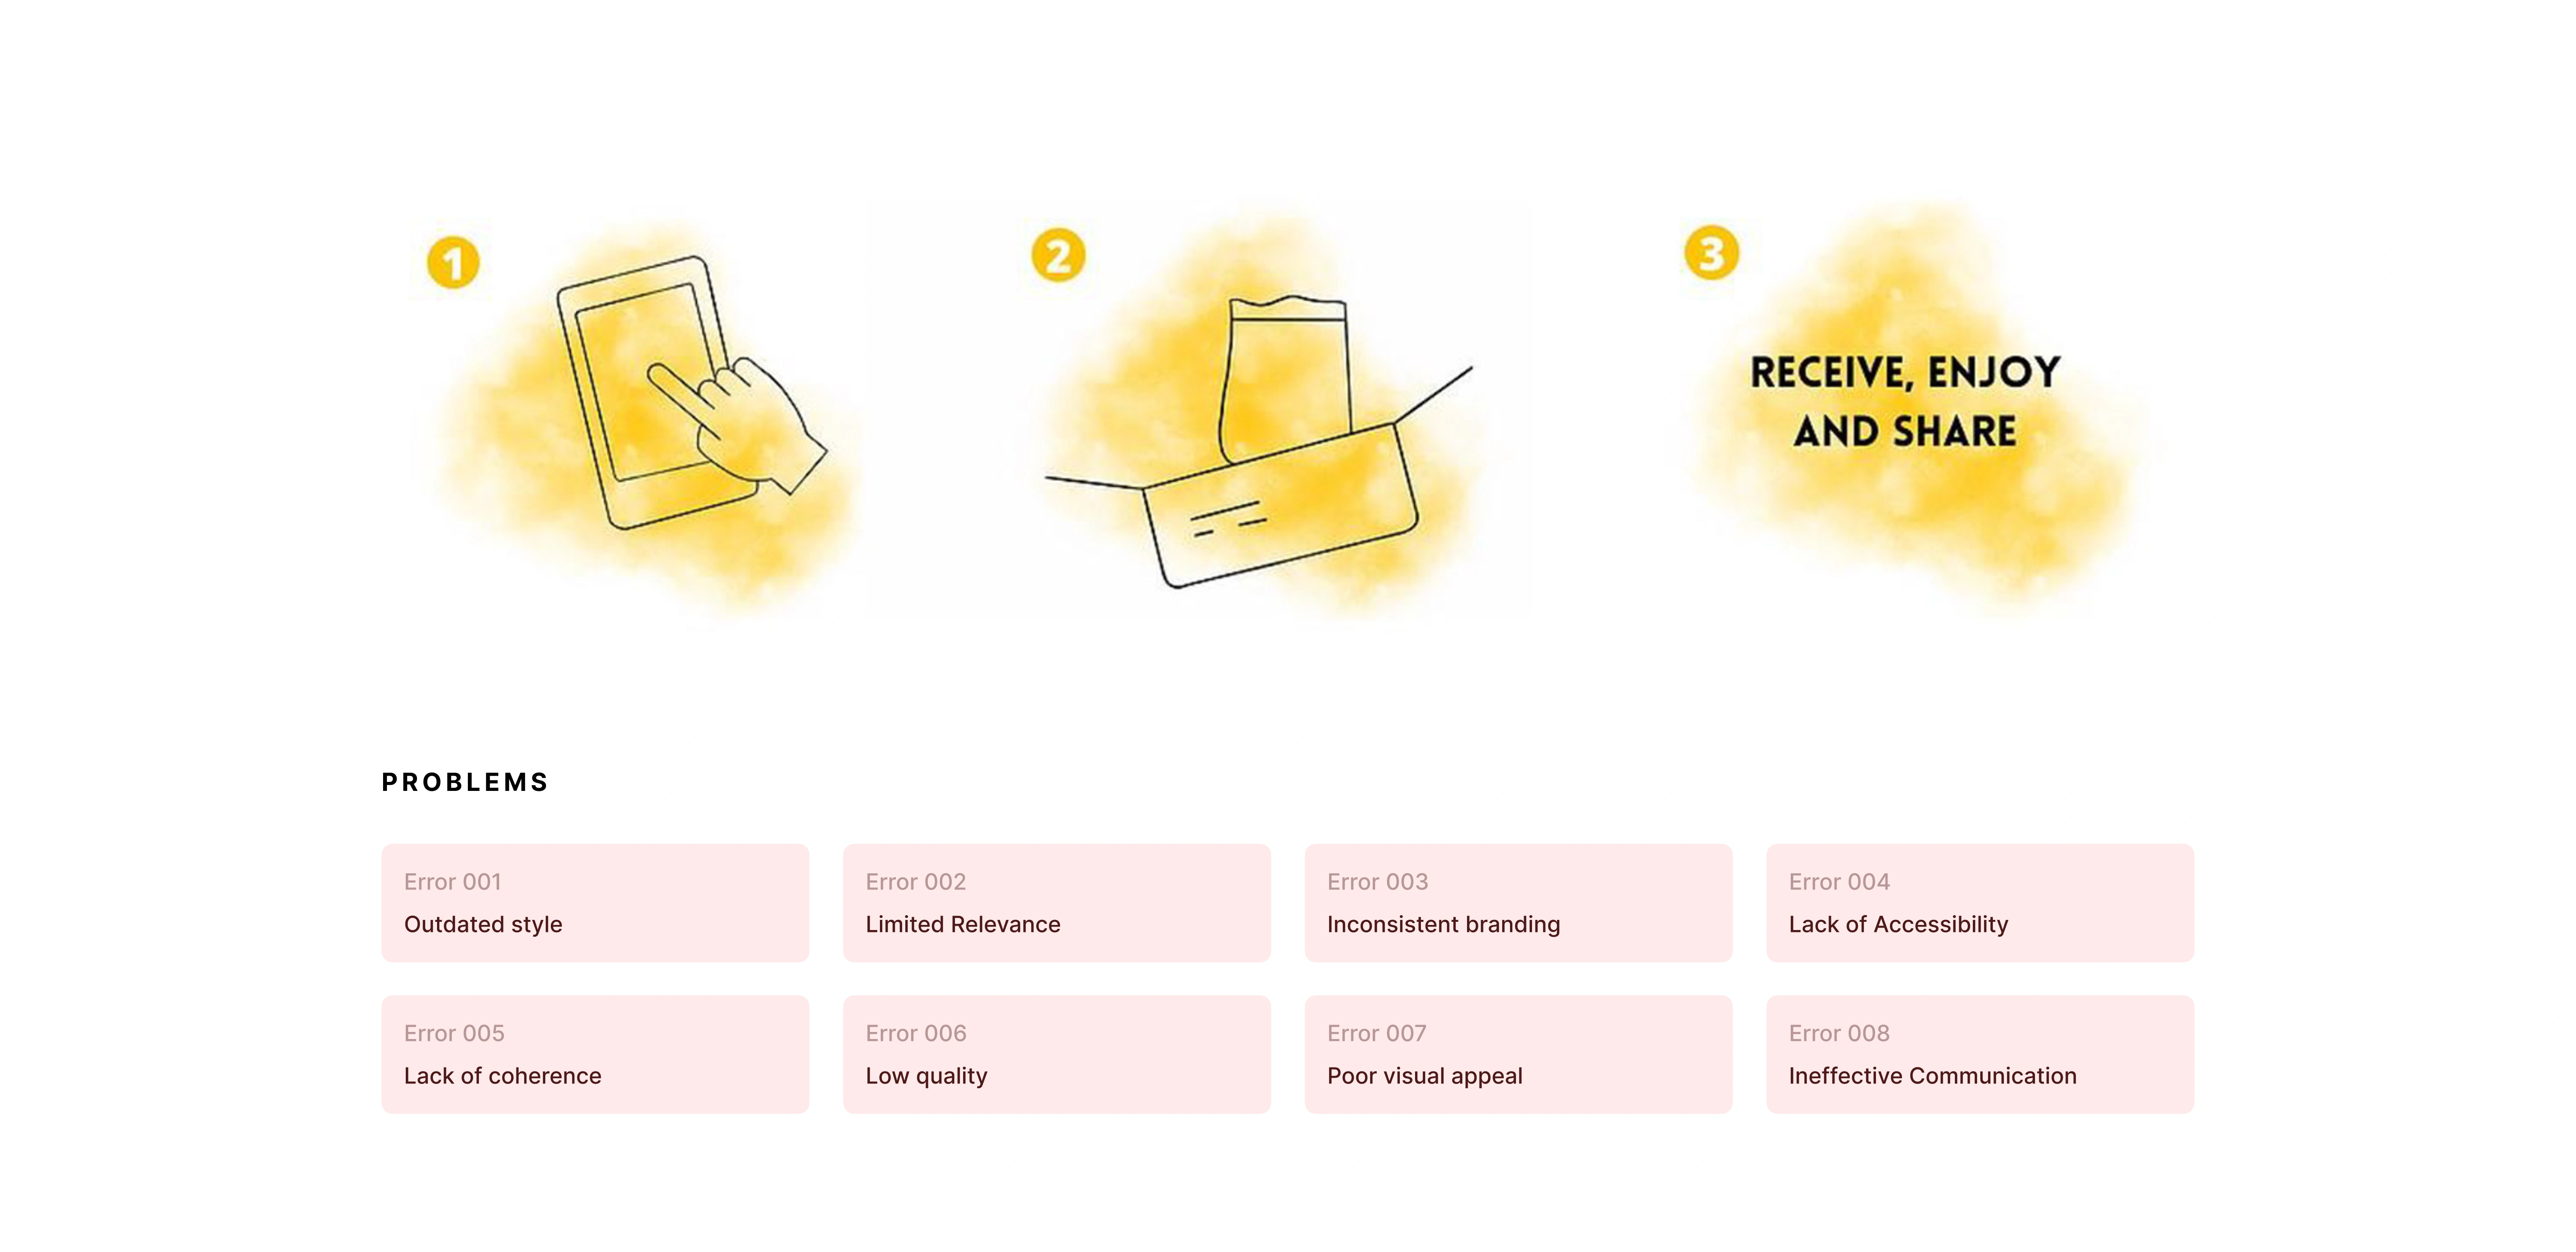 1
2
3
RECEIVE, ENJOY
AND SHARE
PROBLEMS
Error 001
Outdated style
Error 002
Limited Relevance
Error 003
Inconsistent branding
Error 004
Lack of Accessibility
Error 005
Lack of coherence
Error 006
Low quality
Error 007
Poor visual appeal
Error 008
Ineffective Communication